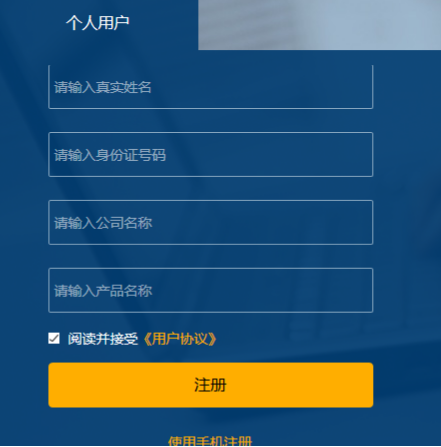 个人用户
请输入真实姓名
请输入身份证号码
请输入公司名称
请输入产品名称
阅读并接受《用户协议》
注册
使用手机注册